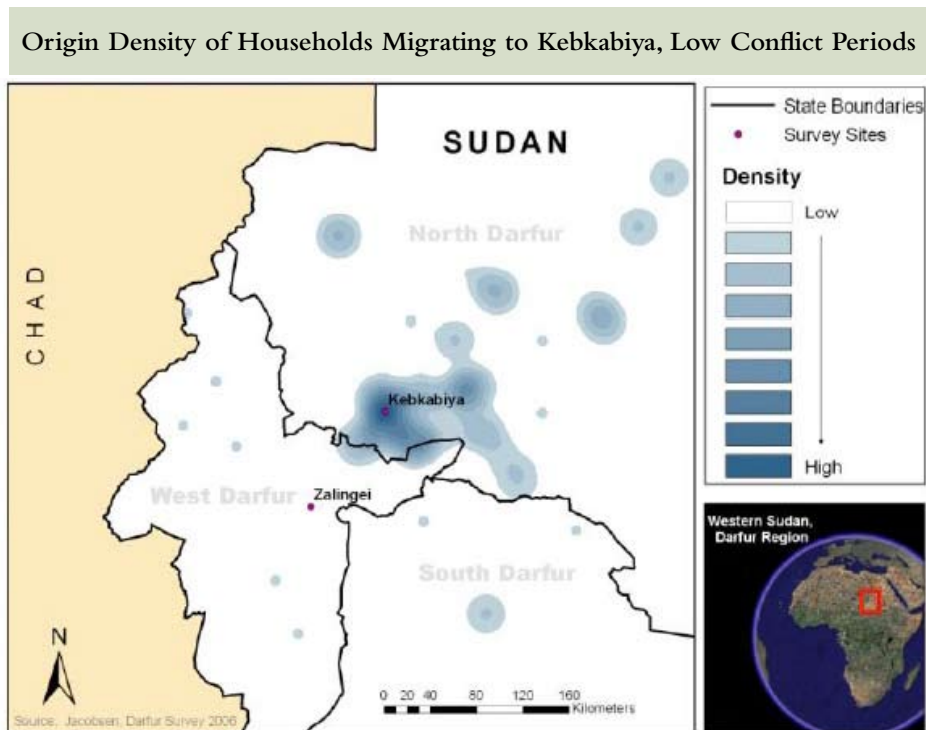 Origin Density of Households Migrating to Kebkabiya, Low Conflict Periods
State Boundaries
Survey Sites
Density
Low
High
SUDAN
North Darfur
CHAD
Kebkabiya
West Darfur
Zalingei
South Darfur
N
0 20 40 80 120 160
Kilometers
Source: Jacobsen, Darfur Survey 2006
Western Sudan,
Darfur Region